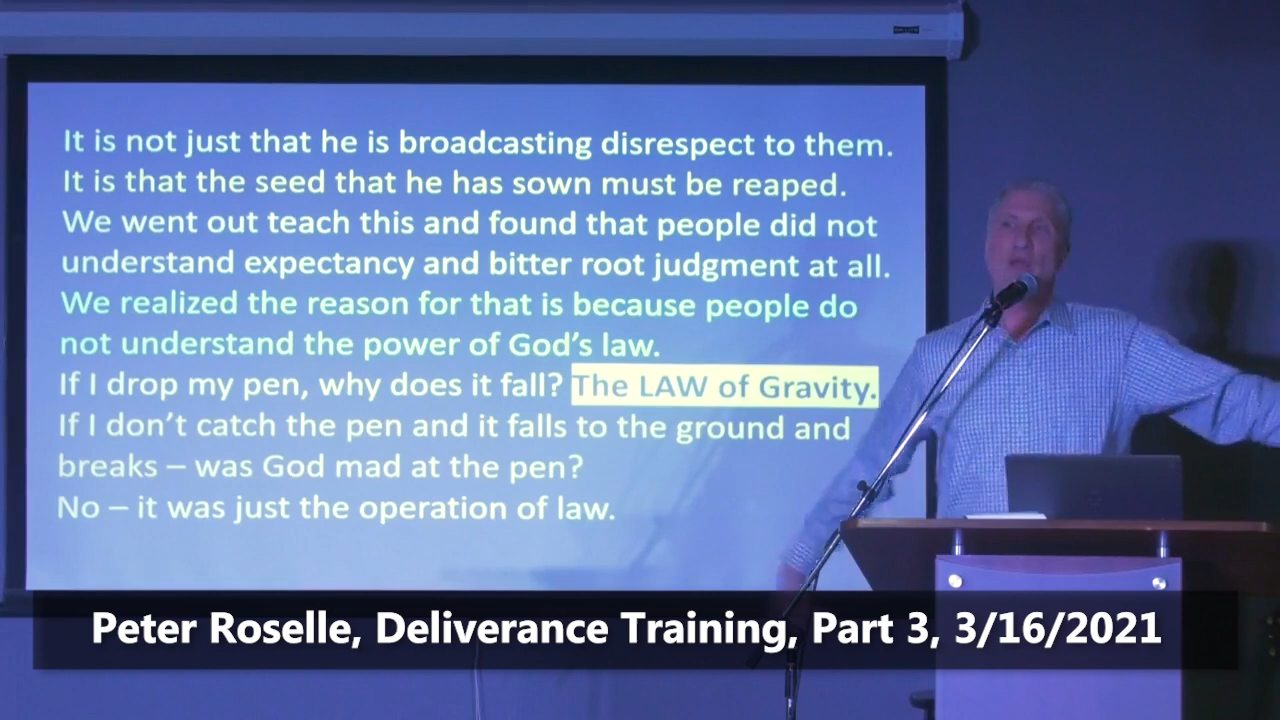 It is not just that he is broadcasting disrespect to them.
It is that the seed that he has sown must be reaped.
We went out teach this and found that people did not
understand expectancy and bitter root judgment at all.
We realized the reason for that is because people do
not understand the power of God’s law.
If I drop my pen, why does it fall? The LAW of Gravity.
If I don’t catch the pen and it falls to the ground and
breaks – was God mad at the pen?
No – it was just the operation of law.
Peter Roselle, Deliverance Training, Part 3, 3/16/2021